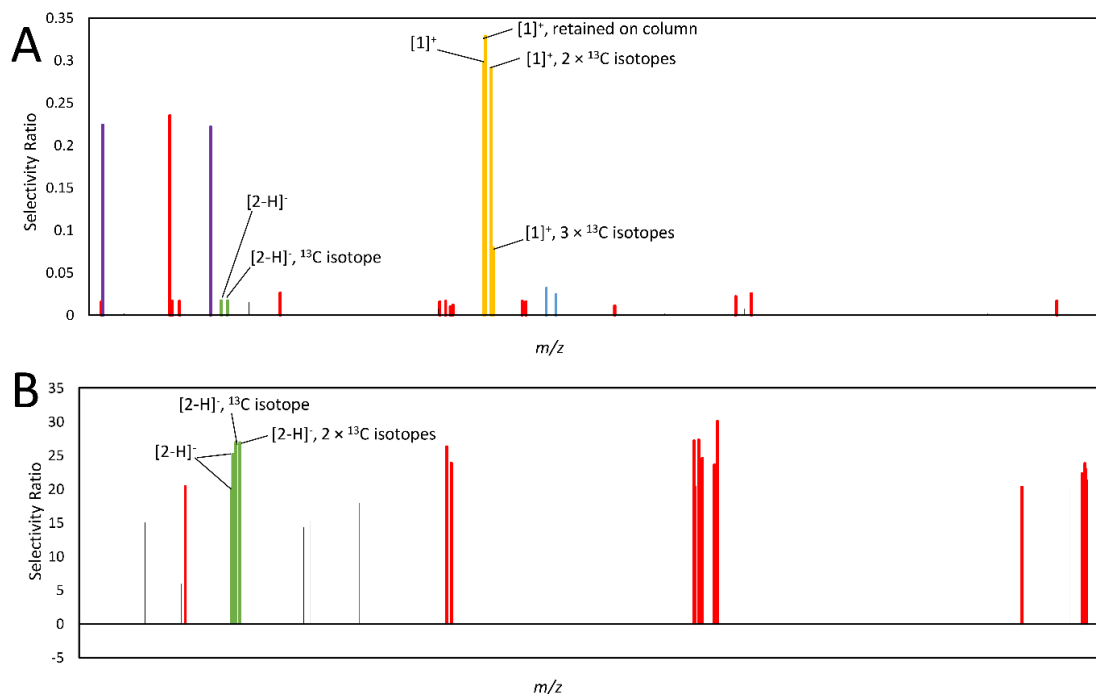 A
0.35
0.3
0.25
0.2
0.15
0.1
0.05
0
Selectivity Ratio
[1]⁺
[1]⁺, retained on column
[1]⁺, 2 × ¹³C isotopes
[2-H]⁻
[2-H]⁻, ¹³C isotope
[1]⁺, 3 × ¹³C isotopes
m/z
B
35
30
25
20
15
10
5
0
-5
Selectivity Ratio
[2-H]⁻, ¹³C isotope
[2-H]⁻, 2 × ¹³C isotopes
[2-H]⁻
m/z